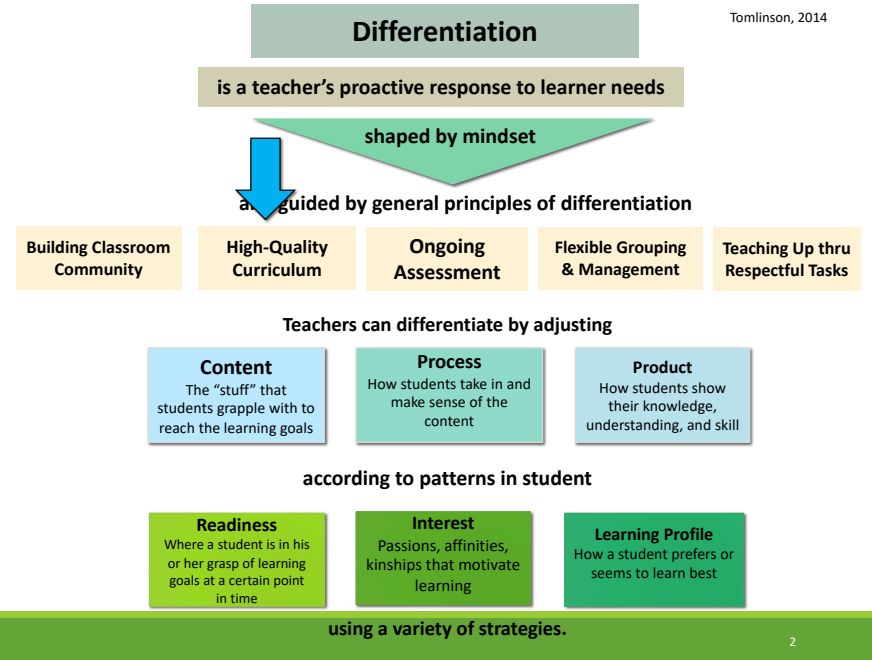 Tomlinson, 2014
Differentiation
is a teacher’s proactive response to learner needs
shaped by mindset
guided by general principles of differentiation
Building Classroom
Community
High-Quality
Curriculum
Ongoing
Assessment
Flexible Grouping
& Management
Teaching Up thru
Respectful Tasks
Teachers can differentiate by adjusting
Content
The “stuff” that
students grapple with to
reach the learning goals
Process
How students take in and
make sense of the
content
Product
How students show
their knowledge,
understanding, and skill
according to patterns in student
Readiness
Where a student is in his
or her grasp of learning
goals at a certain point
in time
Interest
Passions, affinities,
kinships that motivate
learning
Learning Profile
How a student prefers or
seems to learn best
using a variety of strategies.
2